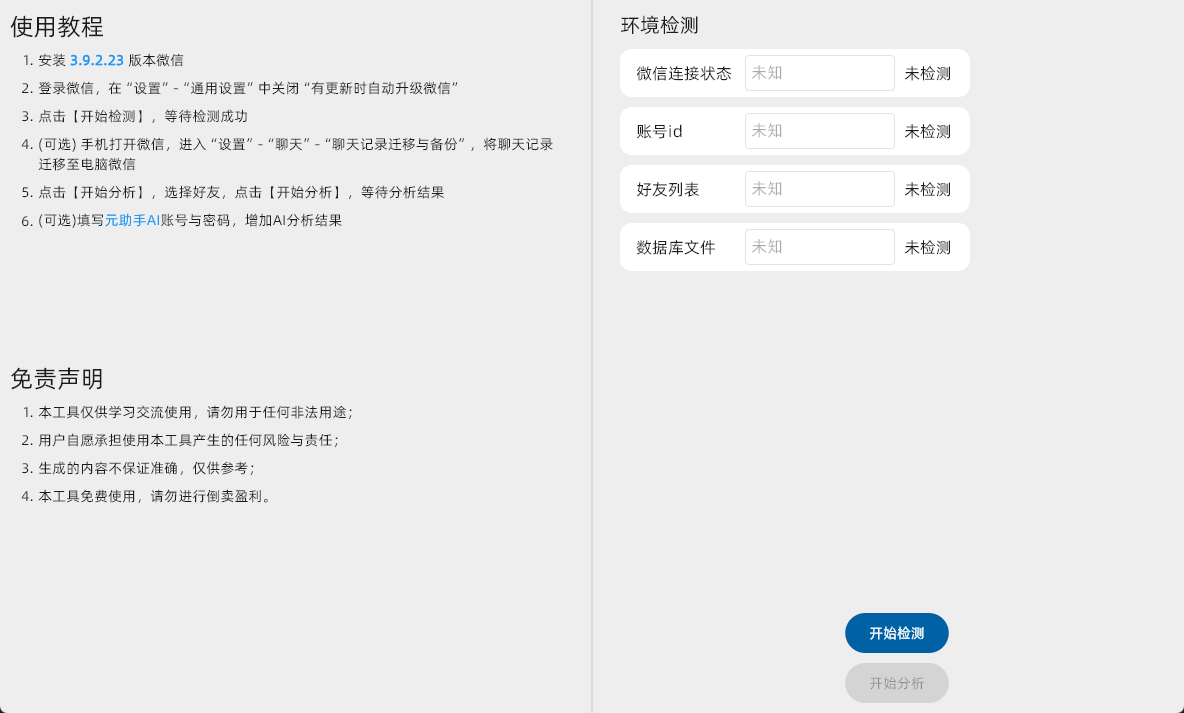 使用教程
1. 安装 3.9.2.23 版本微信
2. 登录微信，在“设置”-“通用设置”中关闭“有更新时自动升级微信”
3. 点击【开始检测】，等待检测成功
4. (可选) 手机打开微信，进入“设置”-“聊天”-“聊天记录迁移与备份”，将聊天记录
迁移至电脑微信
5. 点击【开始分析】，选择好友，点击【开始分析】，等待分析结果
6. (可选)填写元助手AI账号与密码，增加AI分析结果
免责声明
1. 本工具仅供学习交流使用，请勿用于任何非法用途；
2. 用户自愿承担使用本工具产生的任何风险与责任；
3. 生成的内容不保证准确，仅供参考；
4. 本工具免费使用，请勿进行倒卖盈利。
环境检测
微信连接状态 未知 未检测
账号id 未知 未检测
好友列表 未知 未检测
数据库文件 未知 未检测
开始检测
开始分析